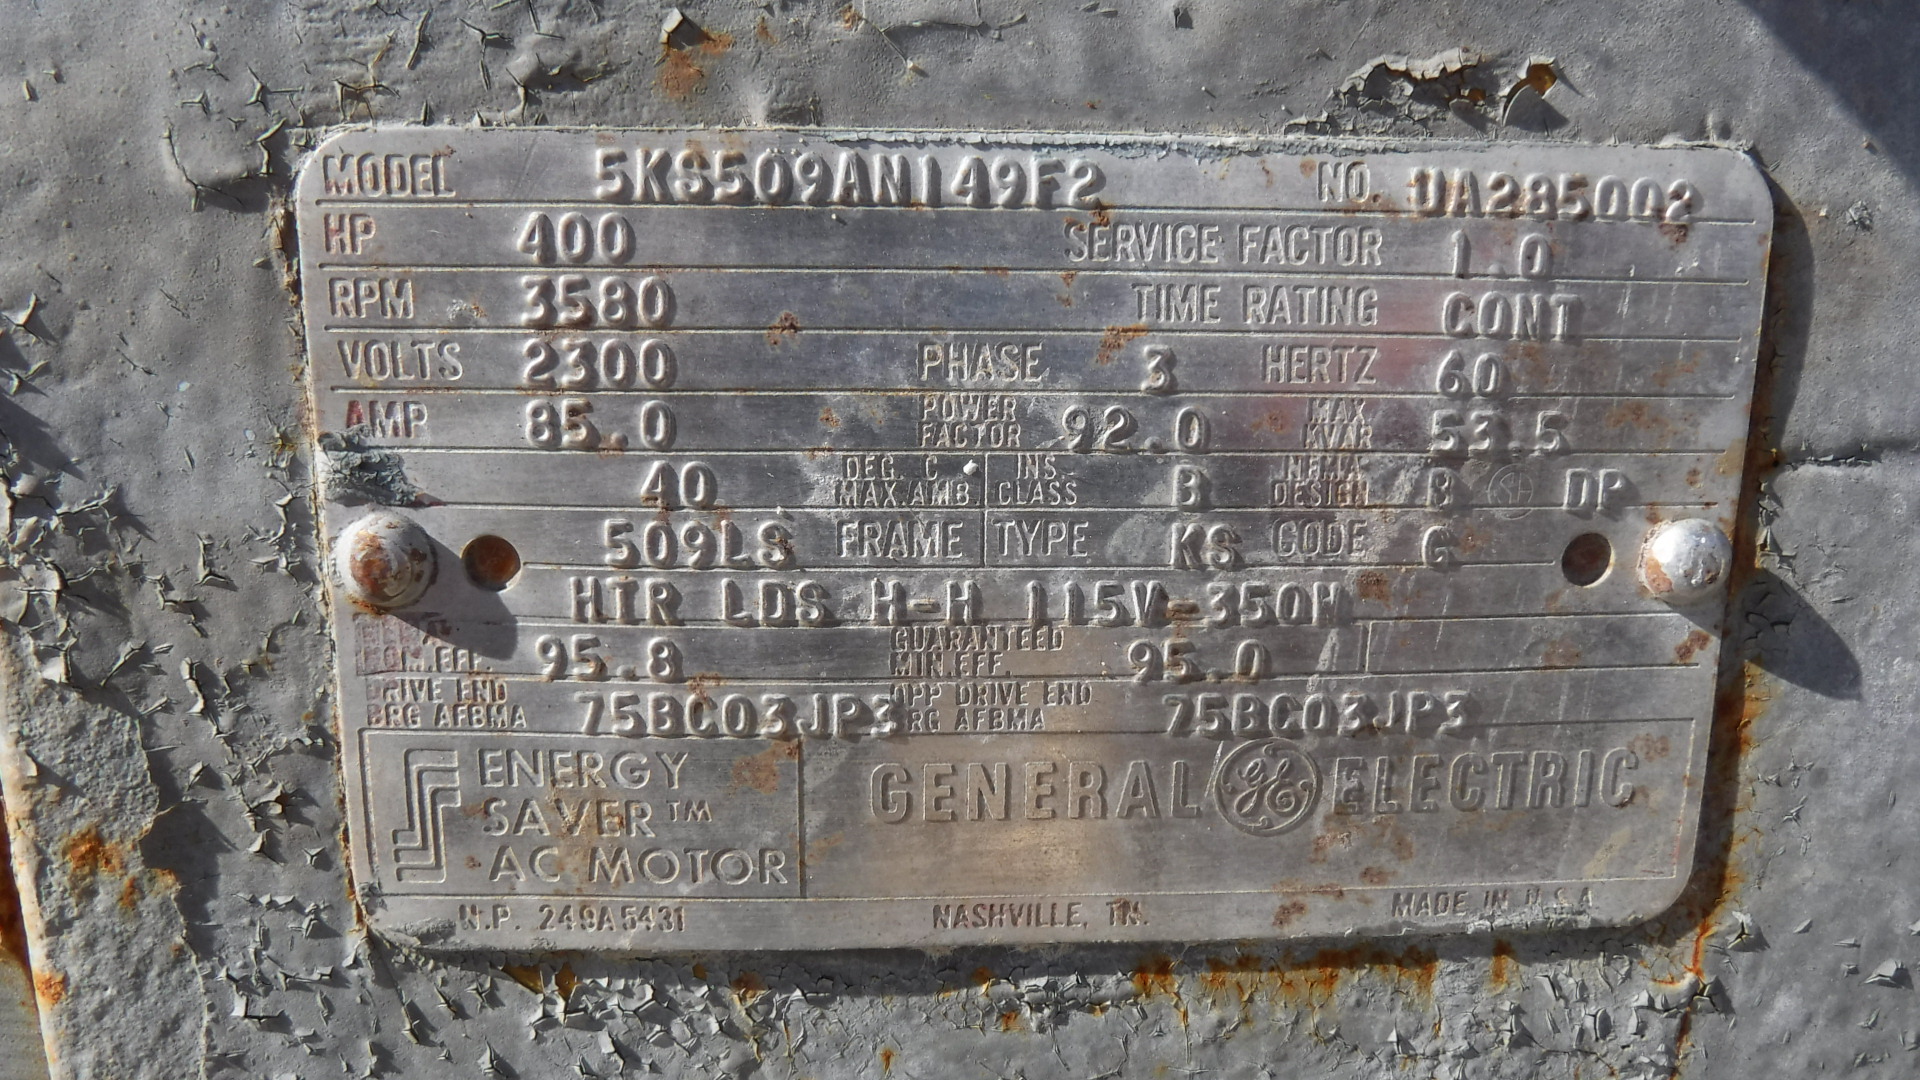 MODEL 5KS509AN149F2 NO. UA285002
HP 400 SERVICE FACTOR 1.0
RPM 3580 TIME RATING CONT
VOLTS 2300 PHASE 3 HERTZ 60
AMP 85.0 POWER FACTOR 92.0 MAX KVAR 53.5
40 DEG. C MAX.AMB. INS. CLASS B NEMA DESIGN B SA DP
509LS FRAME TYPE KS CODE G
HTR LDS H-H 115V-350W
NOM.EFF. 95.8 GUARANTEED MIN.EFF. 95.0
DRIVE END BRG AFBMA 75BC03JP3 OPP DRIVE END BRG AFBMA 75BC03JP3
ENERGY
SAVER™
AC MOTOR
GENERAL GE ELECTRIC
N.P. 249A5431 NASHVILLE, TN. MADE IN U.S.A.